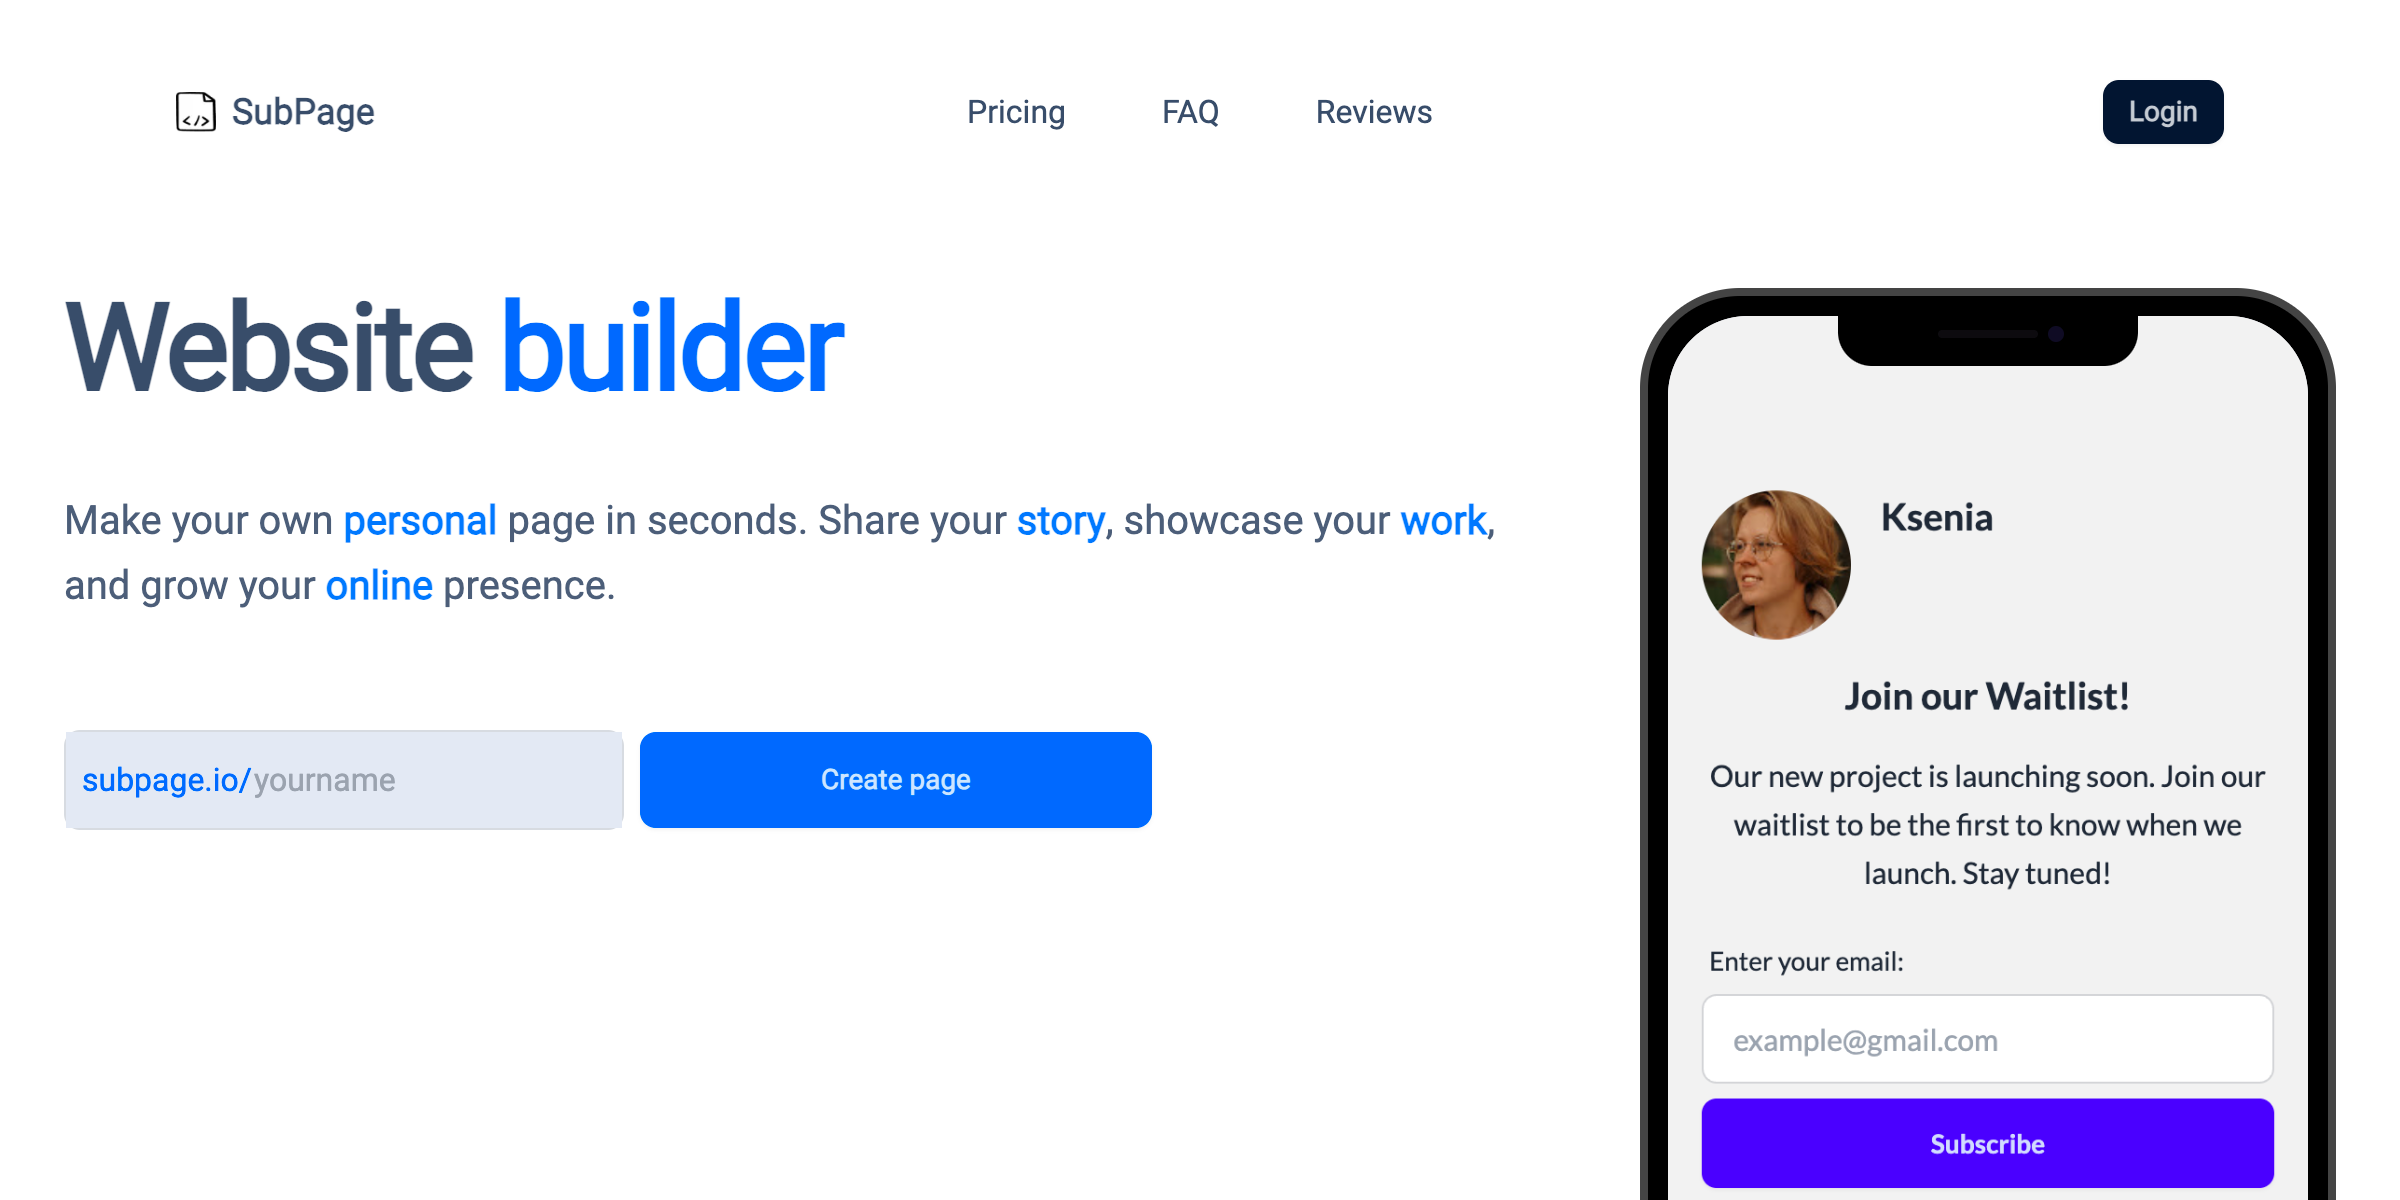 SubPage
Pricing
FAQ
Reviews
Login
Website builder
Make your own personal page in seconds. Share your story, showcase your work,
and grow your online presence.
subpage.io/yourname
Create page
Ksenia
Join our Waitlist!
Our new project is launching soon. Join our
waitlist to be the first to know when we
launch. Stay tuned!
Enter your email:
example@gmail.com
Subscribe